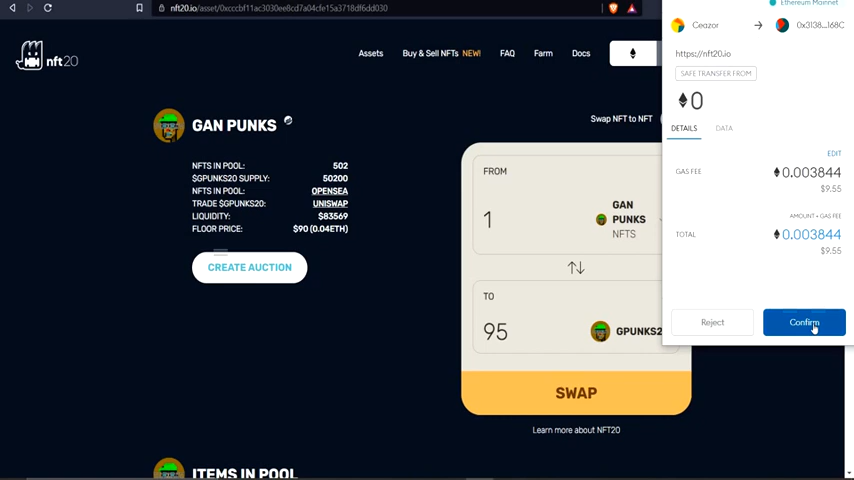 nft20.io/asset/0xcccbf11ac3030ee8cd7a04cfe15a3718df6dd030
Ethereum Mainnet
Ceazor
0x3138...168C
https://nft20.io
SAFE TRANSFER FROM
0
DETAILS
DATA
EDIT
GAS FEE
0.003844
$9.55
AMOUNT + GAS FEE
TOTAL
0.003844
$9.55
Reject
Confirm
nft20
Assets
Buy & Sell NFTs NEW!
FAQ
Farm
Docs
GAN PUNKS
NFTS IN POOL: 502
$GPUNKS20 SUPPLY: 50200
NFTS IN POOL: OPENSEA
TRADE $GPUNKS20: UNISWAP
LIQUIDITY: $83569
FLOOR PRICE: $90 (0.04ETH)
CREATE AUCTION
Swap NFT to NFT
FROM
1
GAN
PUNKS
NFTS
TO
95
GPUNKS2
SWAP
Learn more about NFT20
ITEMS IN POOL